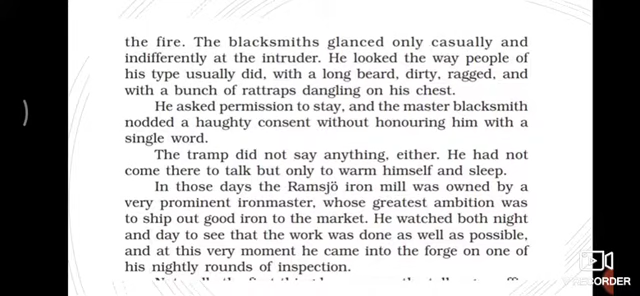 the fire. The blacksmiths glanced only casually and
indifferently at the intruder. He looked the way people of
his type usually did, with a long beard, dirty, ragged, and
with a bunch of rattraps dangling on his chest.
He asked permission to stay, and the master blacksmith
nodded a haughty consent without honouring him with a
single word.
The tramp did not say anything, either. He had not
come there to talk but only to warm himself and sleep.
In those days the Ramsjö iron mill was owned by a
very prominent ironmaster, whose greatest ambition was
to ship out good iron to the market. He watched both night
and day to see that the work was done as well as possible,
and at this very moment he came into the forge on one of
his nightly rounds of inspection.
RECORDER